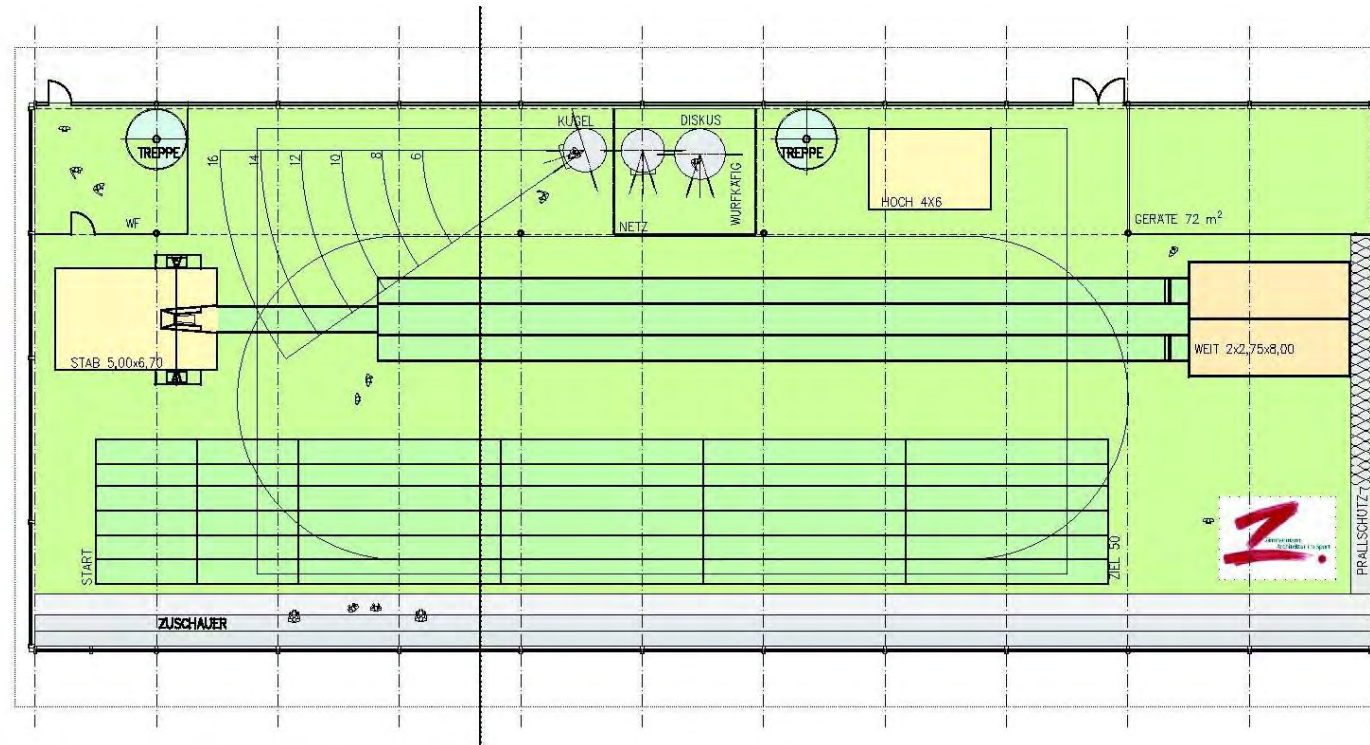 KUGEL
DISKUS
TREPPE
16
14
12
10
8
6
TREPPE
WURFKÄFIG
HOCH 4X6
WF
NETZ
GERÄTE 72 m²
STAB 5,00x6,70
WEIT 2x2,75x8,00
START
ZIEL 50
PRALLSCHUTZ
ZUSCHAUER
Z.